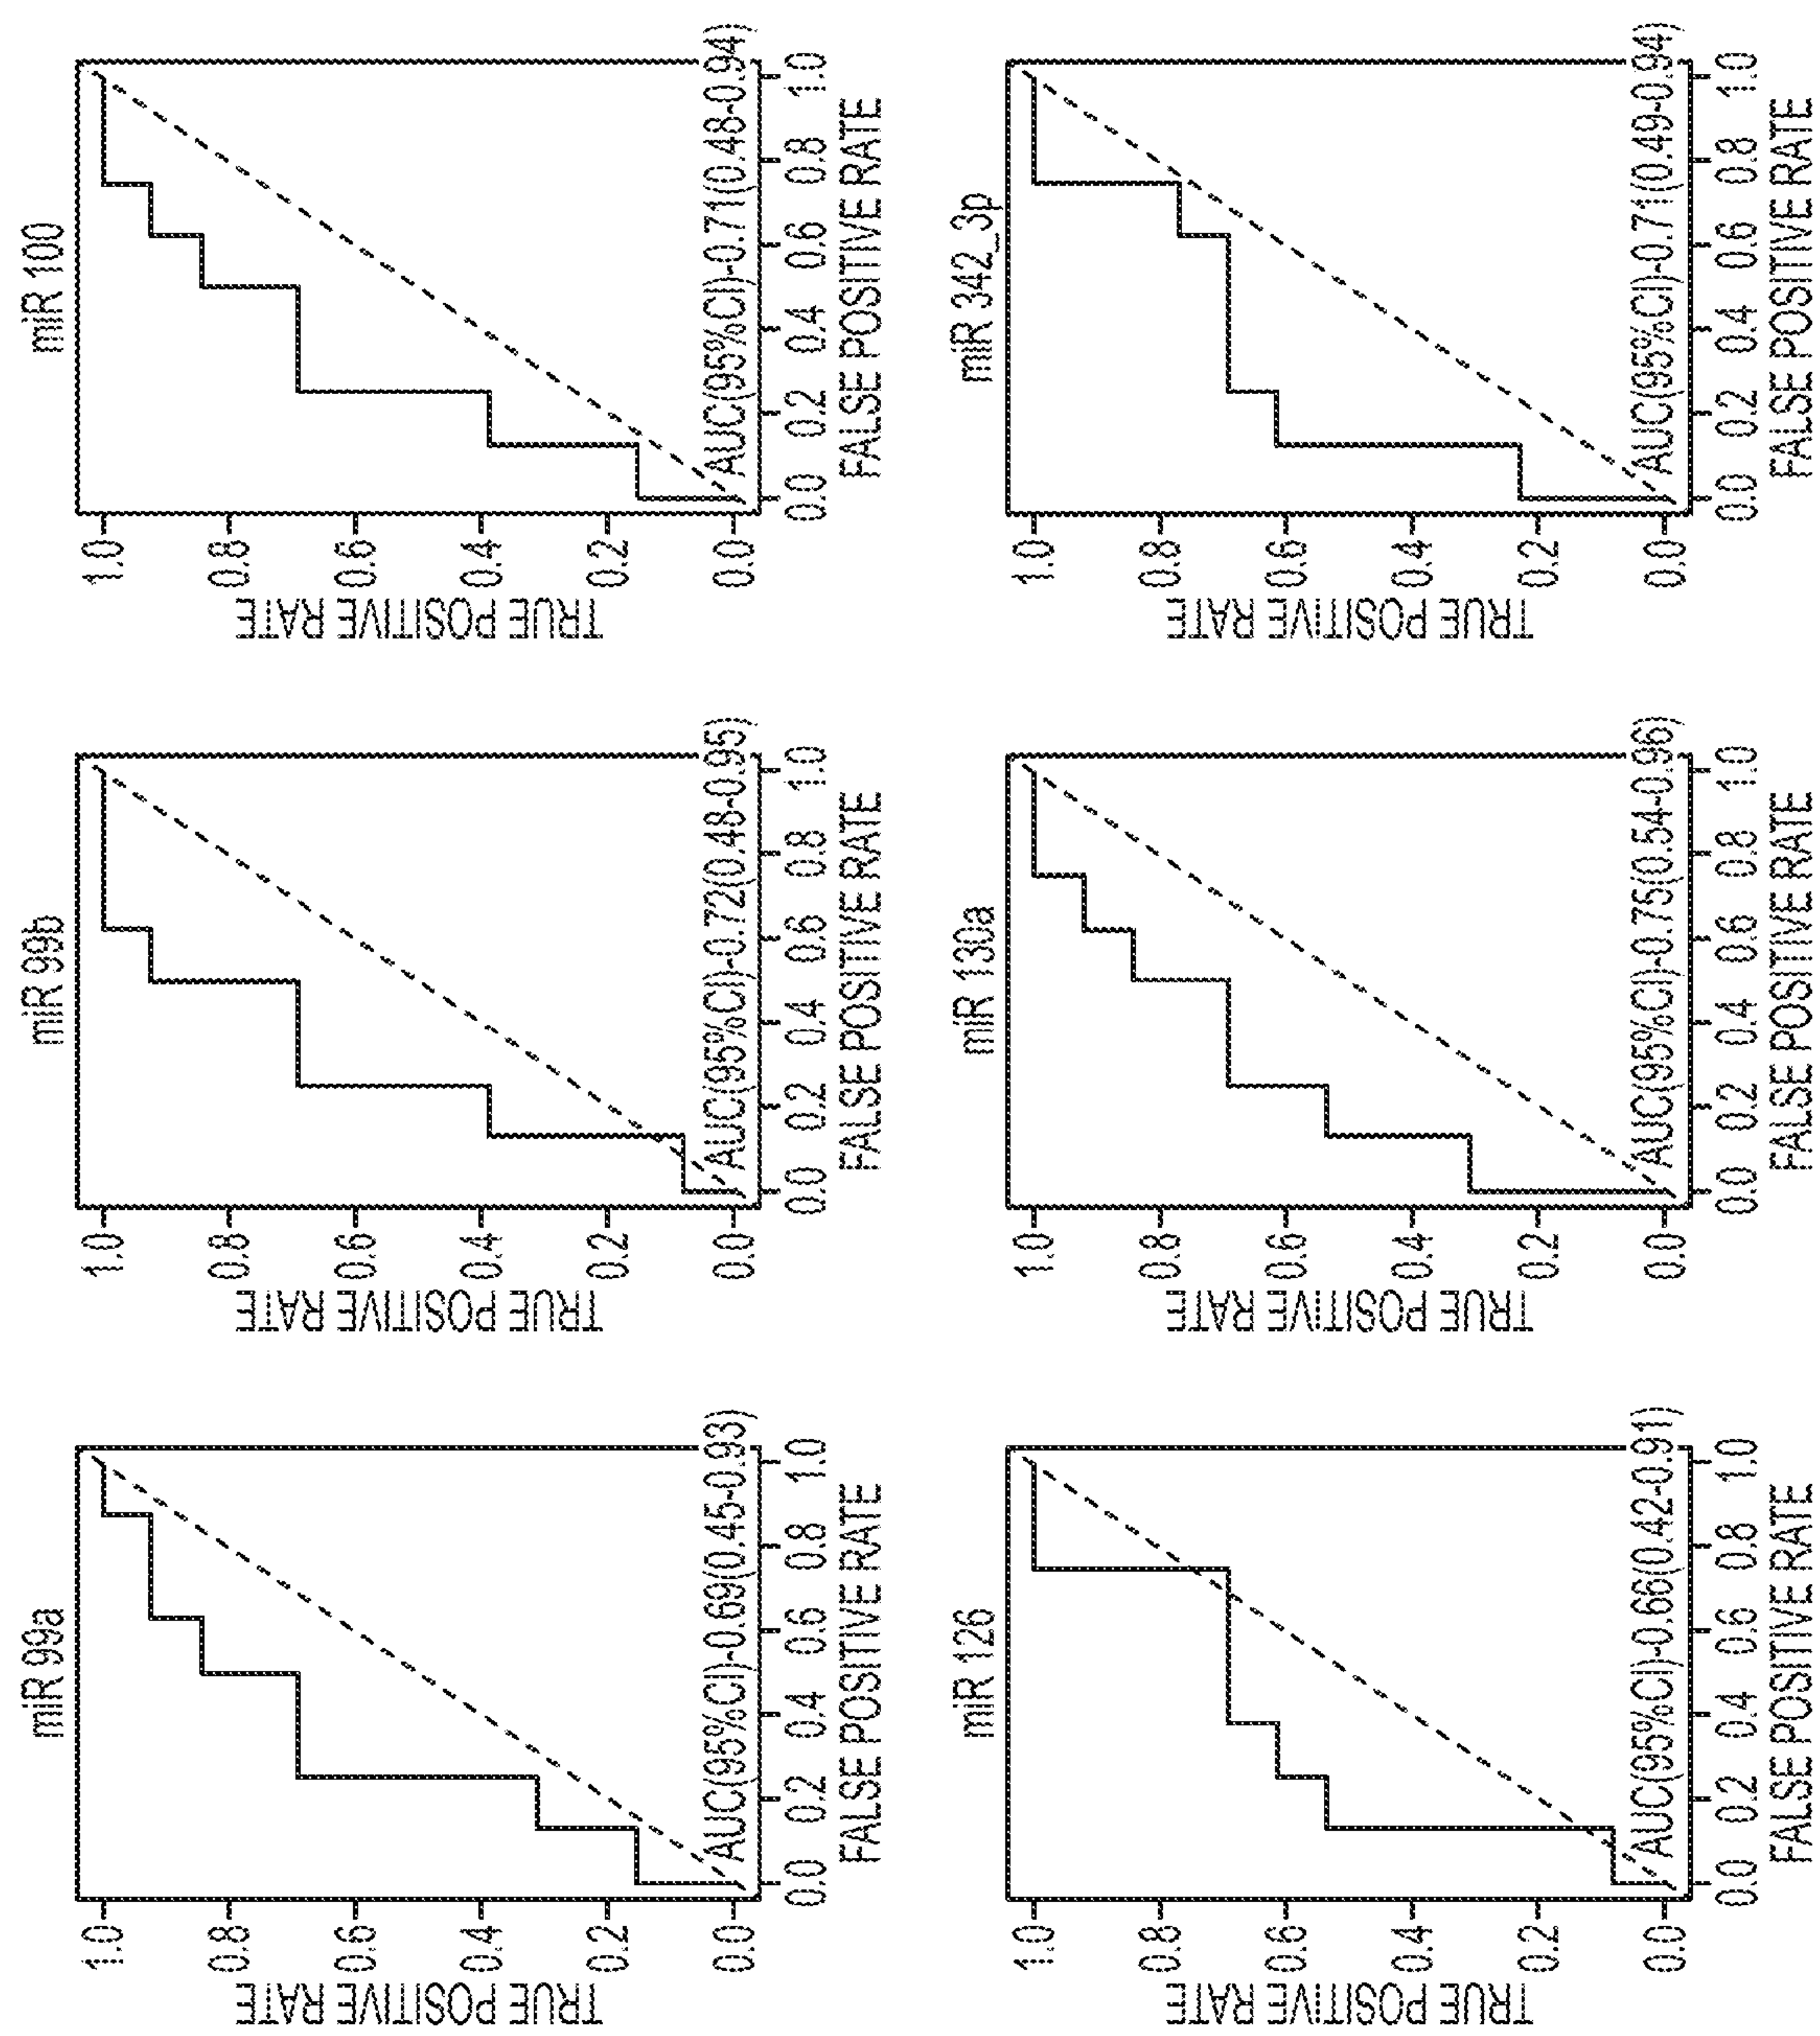 miR 99a
TRUE POSITIVE RATE
1.0
0.8
0.6
0.4
0.2
0.0
AUC(95%CI)-0.69(0.45-0.93)
0.0 0.2 0.4 0.6 0.8 1.0
FALSE POSITIVE RATE
miR 99b
TRUE POSITIVE RATE
1.0
0.8
0.6
0.4
0.2
0.0
AUC(95%CI)-0.72(0.48-0.95)
0.0 0.2 0.4 0.6 0.8 1.0
FALSE POSITIVE RATE
miR 100
TRUE POSITIVE RATE
1.0
0.8
0.6
0.4
0.2
0.0
AUC(95%CI)-0.71(0.48-0.94)
0.0 0.2 0.4 0.6 0.8 1.0
FALSE POSITIVE RATE
miR 126
TRUE POSITIVE RATE
1.0
0.8
0.6
0.4
0.2
0.0
AUC(95%CI)-0.66(0.42-0.91)
0.0 0.2 0.4 0.6 0.8 1.0
FALSE POSITIVE RATE
miR 130a
TRUE POSITIVE RATE
1.0
0.8
0.6
0.4
0.2
0.0
AUC(95%CI)-0.75(0.54-0.96)
0.0 0.2 0.4 0.6 0.8 1.0
FALSE POSITIVE RATE
miR 342_3p
TRUE POSITIVE RATE
1.0
0.8
0.6
0.4
0.2
0.0
AUC(95%CI)-0.71(0.49-0.94)
0.0 0.2 0.4 0.6 0.8 1.0
FALSE POSITIVE RATE